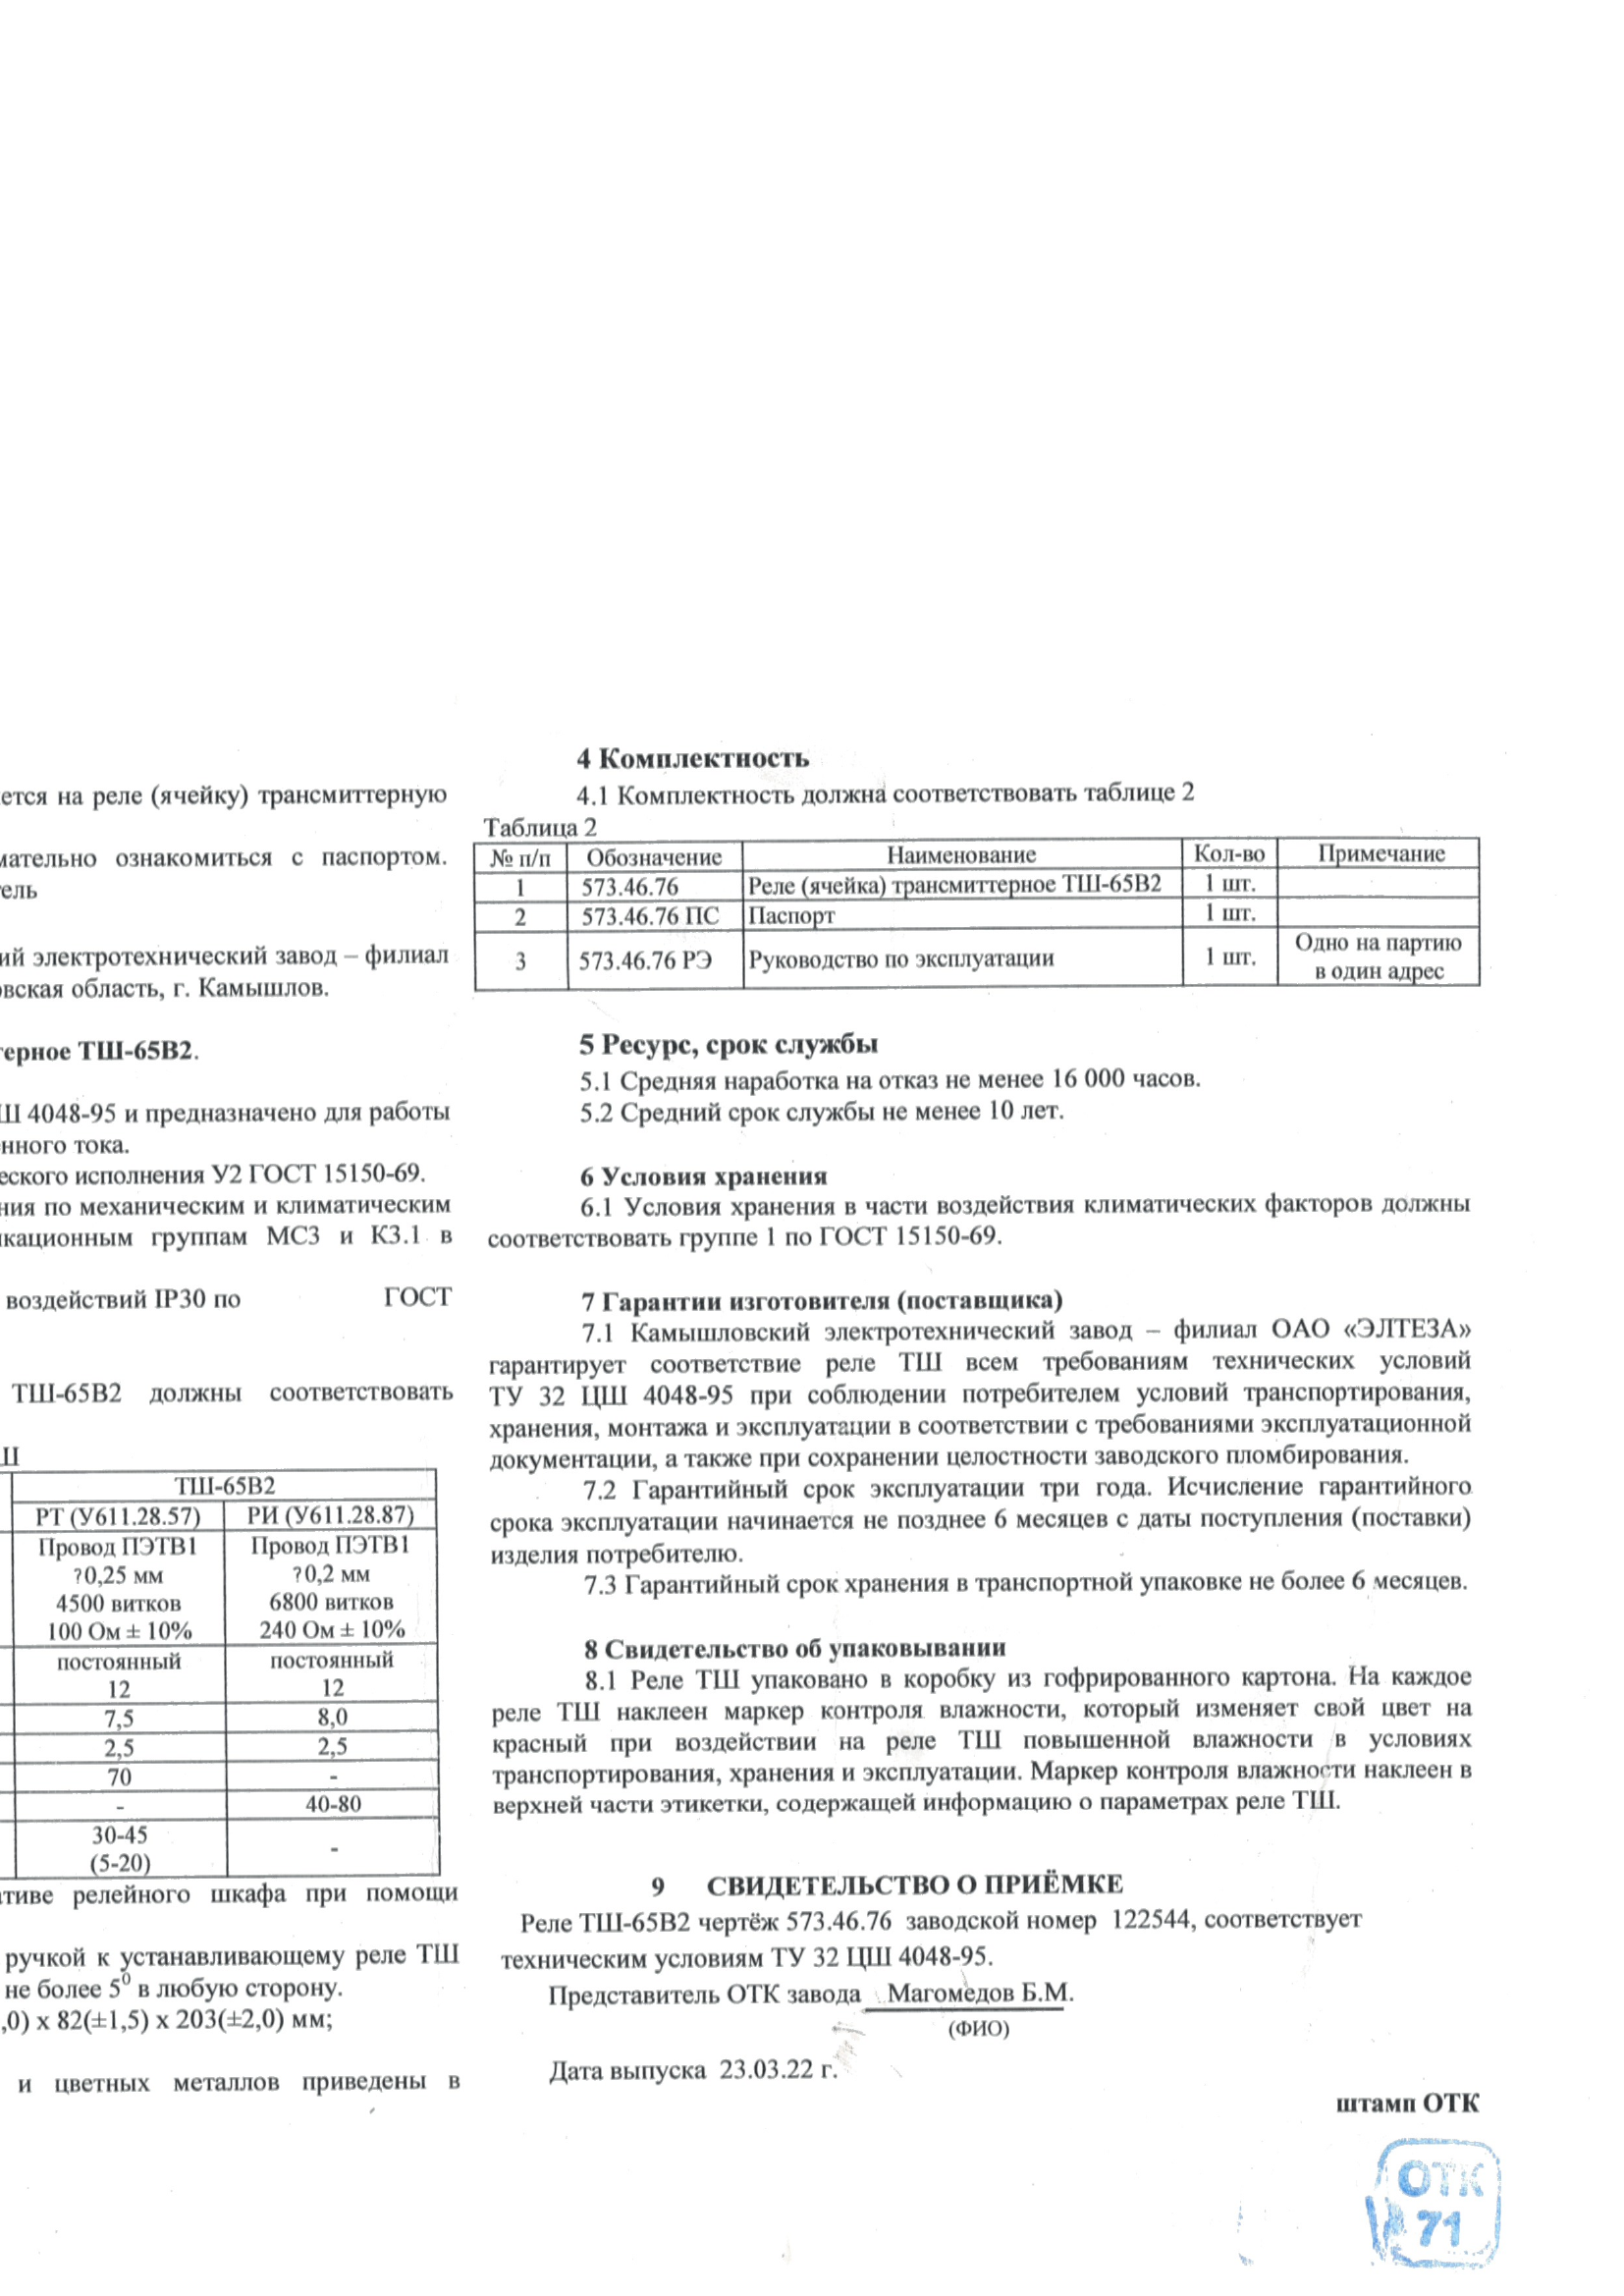 ется на реле (ячейку) трансмиттерную
мательно ознакомиться с паспортом.
ель
ий электротехнический завод – филиал
овская область, г. Камышлов.
терное ТШ-65В2.
Ш 4048-95 и предназначено для работы
нного тока.
еского исполнения У2 ГОСТ 15150-69.
ния по механическим и климатическим
кационным группам МС3 и К3.1 в
воздействий IP30 по ГОСТ
ТШ-65В2 должны соответствовать
Ш
ТШ-65В2
РТ (У611.28.57) РИ (У611.28.87)
Провод ПЭТВ1 Провод ПЭТВ1
?0,25 мм ?0,2 мм
4500 витков 6800 витков
100 Ом ± 10% 240 Ом ± 10%
постоянный постоянный
12 12
7,5 8,0
2,5 2,5
70 -
- 40-80
30-45
(5-20) -
тиве релейного шкафа при помощи
ручкой к устанавливающему реле ТШ
не более 5⁰ в любую сторону.
,0) х 82(±1,5) х 203(±2,0) мм;
и цветных металлов приведены в
4 Комплектность
4.1 Комплектность должна соответствовать таблице 2
Таблица 2
№ п/п Обозначение Наименование Кол-во Примечание
1 573.46.76 Реле (ячейка) трансмиттерное ТШ-65В2 1 шт.
2 573.46.76 ПС Паспорт 1 шт.
3 573.46.76 РЭ Руководство по эксплуатации 1 шт. Одно на партию
в один адрес
5 Ресурс, срок службы
5.1 Средняя наработка на отказ не менее 16 000 часов.
5.2 Средний срок службы не менее 10 лет.
6 Условия хранения
6.1 Условия хранения в части воздействия климатических факторов должны
соответствовать группе 1 по ГОСТ 15150-69.
7 Гарантии изготовителя (поставщика)
7.1 Камышловский электротехнический завод – филиал ОАО «ЭЛТЕЗА»
гарантирует соответствие реле ТШ всем требованиям технических условий
ТУ 32 ЦШ 4048-95 при соблюдении потребителем условий транспортирования,
хранения, монтажа и эксплуатации в соответствии с требованиями эксплуатационной
документации, а также при сохранении целостности заводского пломбирования.
7.2 Гарантийный срок эксплуатации три года. Исчисление гарантийного
срока эксплуатации начинается не позднее 6 месяцев с даты поступления (поставки)
изделия потребителю.
7.3 Гарантийный срок хранения в транспортной упаковке не более 6 месяцев.
8 Свидетельство об упаковывании
8.1 Реле ТШ упаковано в коробку из гофрированного картона. На каждое
реле ТШ наклеен маркер контроля влажности, который изменяет свой цвет на
красный при воздействии на реле ТШ повышенной влажности в условиях
транспортирования, хранения и эксплуатации. Маркер контроля влажности наклеен в
верхней части этикетки, содержащей информацию о параметрах реле ТШ.
9 СВИДЕТЕЛЬСТВО О ПРИЁМКЕ
Реле ТШ-65В2 чертёж 573.46.76 заводской номер 122544, соответствует
техническим условиям ТУ 32 ЦШ 4048-95.
Представитель ОТК завода Магомедов Б.М.
(ФИО)
Дата выпуска 23.03.22 г.
штамп ОТК
ОТК
71